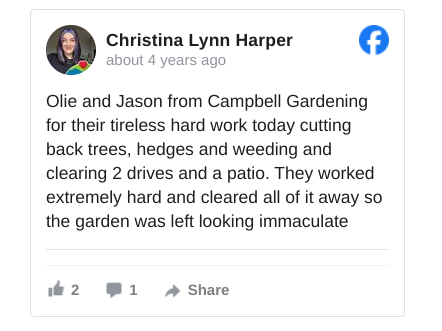 Christina Lynn Harper
about 4 years ago
Olie and Jason from Campbell Gardening
for their tireless hard work today cutting
back trees, hedges and weeding and
clearing 2 drives and a patio. They worked
extremely hard and cleared all of it away so
the garden was left looking immaculate
2 1 Share